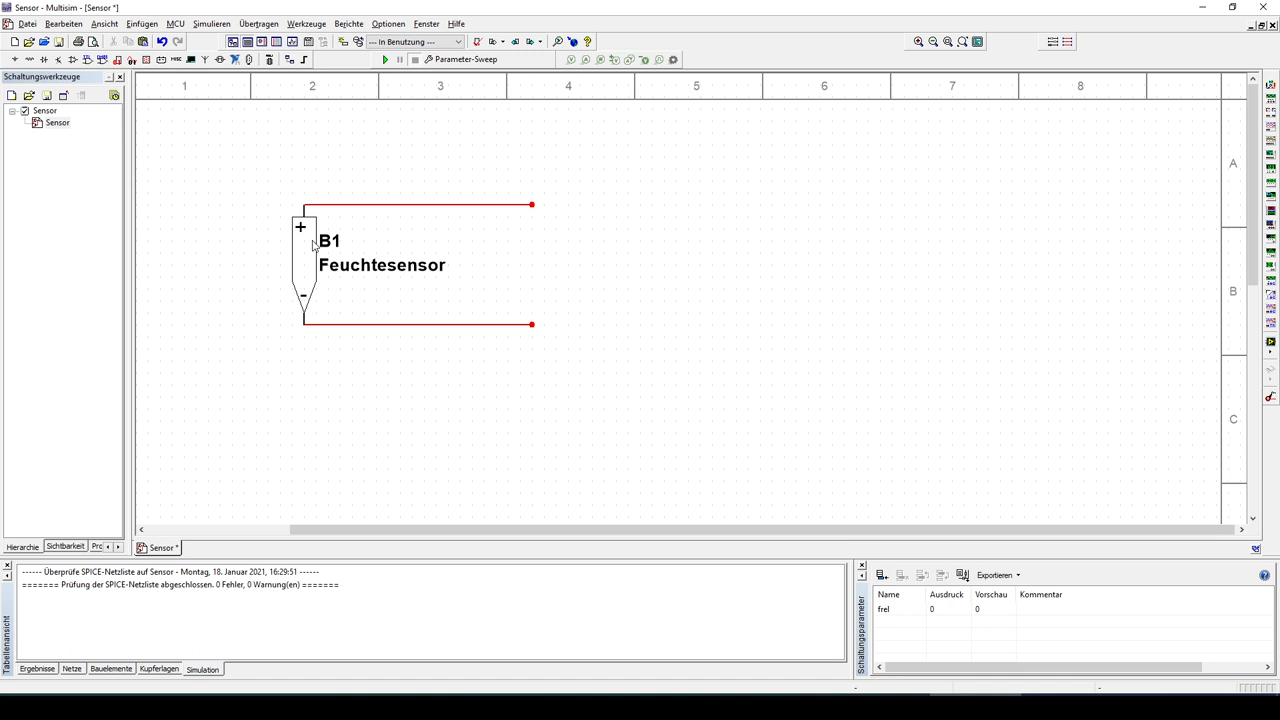 Sensor - Multisim - [Sensor *]
Datei Bearbeiten Ansicht Einfügen MCU Simulieren Übertragen Werkzeuge Berichte Optionen Fenster Hilfe
--- In Benutzung ---
Parameter-Sweep
Schaltungswerkzeuge
Sensor
Sensor
1 2 3 4 5 6 7 8
A
B
C
+
B1
Feuchtesensor
-
Hierarchie Sichtbarkeit Prc
Sensor *
------ Überprüfe SPICE-Netzliste auf Sensor - Montag, 18. Januar 2021, 16:29:51 ------
======= Prüfung der SPICE-Netzliste abgeschlossen. 0 Fehler, 0 Warnung(en) =======
Tabellenansicht
Ergebnisse Netze Bauelemente Kupferlagen Simulation
Schaltungsparameter
Exportieren
Name Ausdruck Vorschau Kommentar
frel 0 0